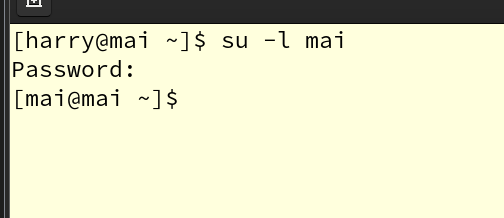 [harry@mai ~]$ su -l mai
Password:
[mai@mai ~]$